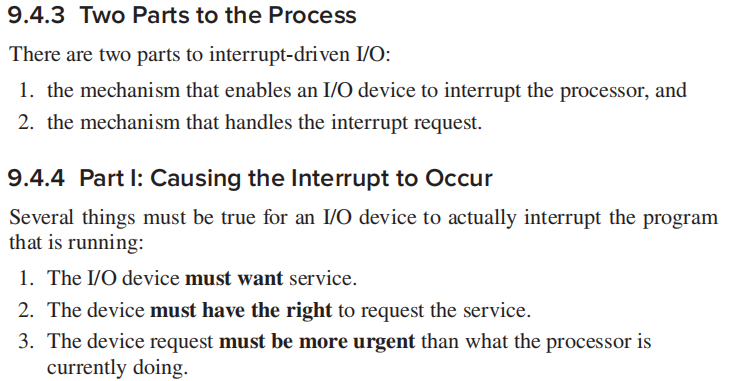 9.4.3 Two Parts to the Process
There are two parts to interrupt-driven I/O:
1. the mechanism that enables an I/O device to interrupt the processor, and
2. the mechanism that handles the interrupt request.
9.4.4 Part I: Causing the Interrupt to Occur
Several things must be true for an I/O device to actually interrupt the program
that is running:
1. The I/O device must want service.
2. The device must have the right to request the service.
3. The device request must be more urgent than what the processor is
currently doing.